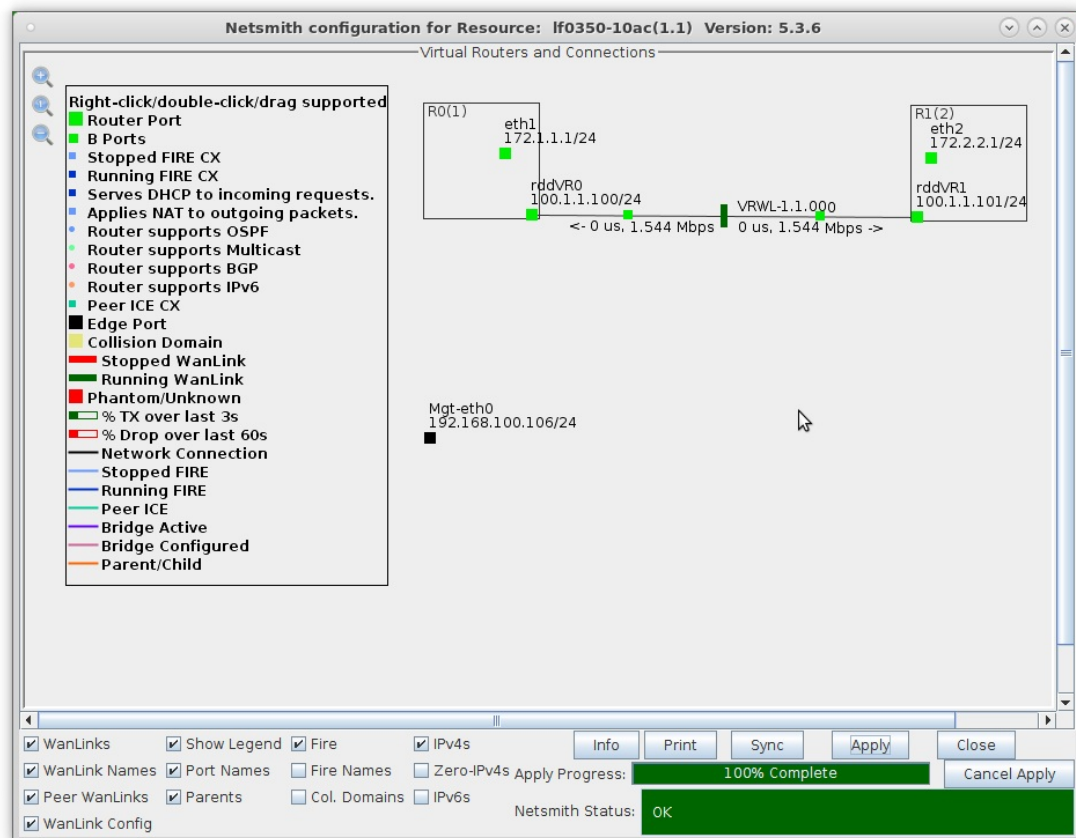 Netsmith configuration for Resource: lf0350-10ac(1.1) Version: 5.3.6
Virtual Routers and Connections
Right-click/double-click/drag supported
Router Port
B Ports
Stopped FIRE CX
Running FIRE CX
Serves DHCP to incoming requests.
Applies NAT to outgoing packets.
Router supports OSPF
Router supports Multicast
Router supports BGP
Router supports IPv6
Peer ICE CX
Edge Port
Collision Domain
Stopped WanLink
Running WanLink
Phantom/Unknown
% TX over last 3s
% Drop over last 60s
Network Connection
Stopped FIRE
Running FIRE
Peer ICE
Bridge Active
Bridge Configured
Parent/Child
R0(1)
eth1
172.1.1.1/24
rddVR0
100.1.1.100/24
<- 0 us, 1.544 Mbps
VRWL-1.1.000
0 us, 1.544 Mbps ->
R1(2)
eth2
172.2.2.1/24
rddVR1
100.1.1.101/24
Mgt-eth0
192.168.100.106/24
WanLinks Show Legend Fire IPv4s Info Print Sync Apply Close
WanLink Names Port Names Fire Names Zero-IPv4s Apply Progress: 100% Complete Cancel Apply
Peer WanLinks Parents Col. Domains IPv6s Netsmith Status: OK
WanLink Config